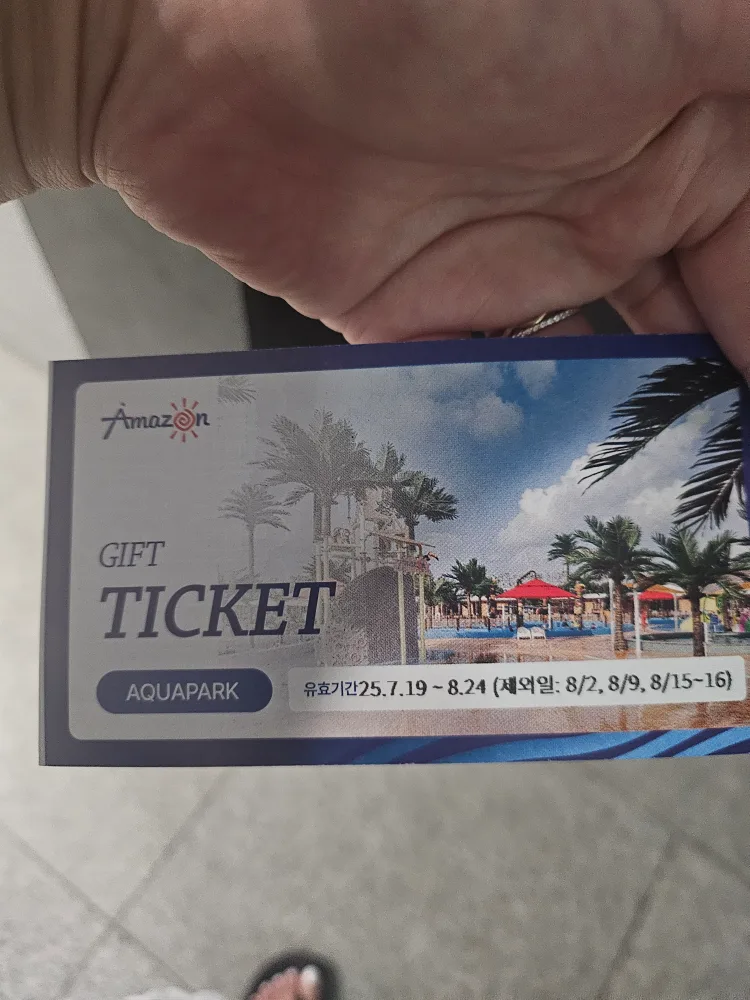 Amazon
GIFT
TICKET
AQUAPARK
유효기간25.7.19 ~ 8.24 (제외일: 8/2, 8/9, 8/15~16)